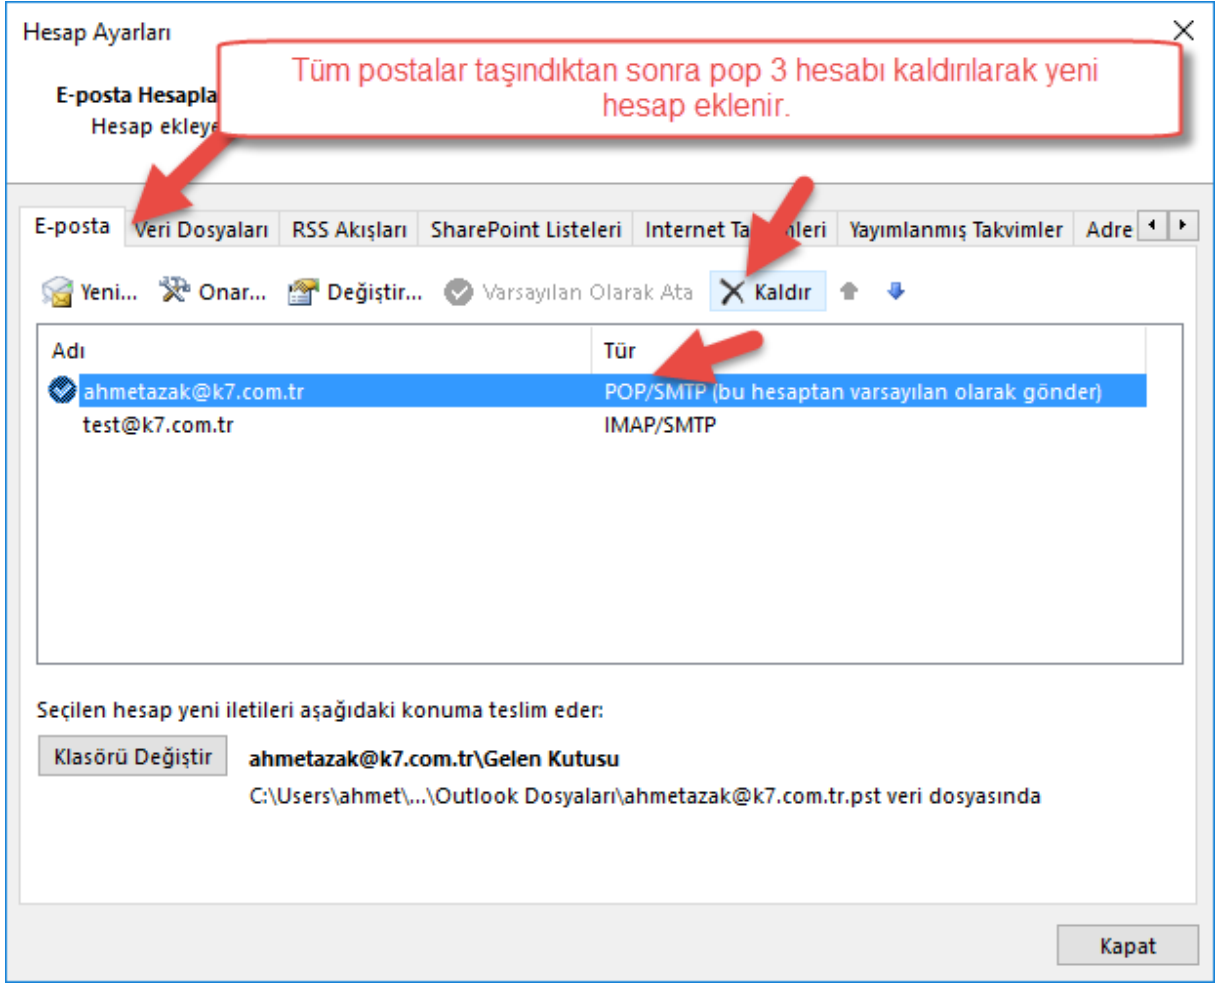 Hesap Ayarları
Tüm postalar taşındıktan sonra pop 3 hesabı kaldırılarak yeni
hesap eklenir.
E-posta
Hesap
E-posta Veri Dosyaları RSS Akışları SharePoint Listeleri Internet Yayımlanmış Takvimler Adre
Yeni... Onar... Değiştir... Varsayılan Olarak Ata Kaldır
Adı Tür
ahmetazak@k7.com.tr POP/SMTP (bu hesaptan varsayılan olarak gönder)
test@k7.com.tr IMAP/SMTP
Seçilen hesap yeni iletileri aşağıdaki konuma teslim eder:
Klasörü Değiştir ahmetazak@k7.com.tr\Gelen Kutusu
C:\Users\ahmet\...\Outlook Dosyaları\ahmetazak@k7.com.tr.pst veri dosyasında
Kapat